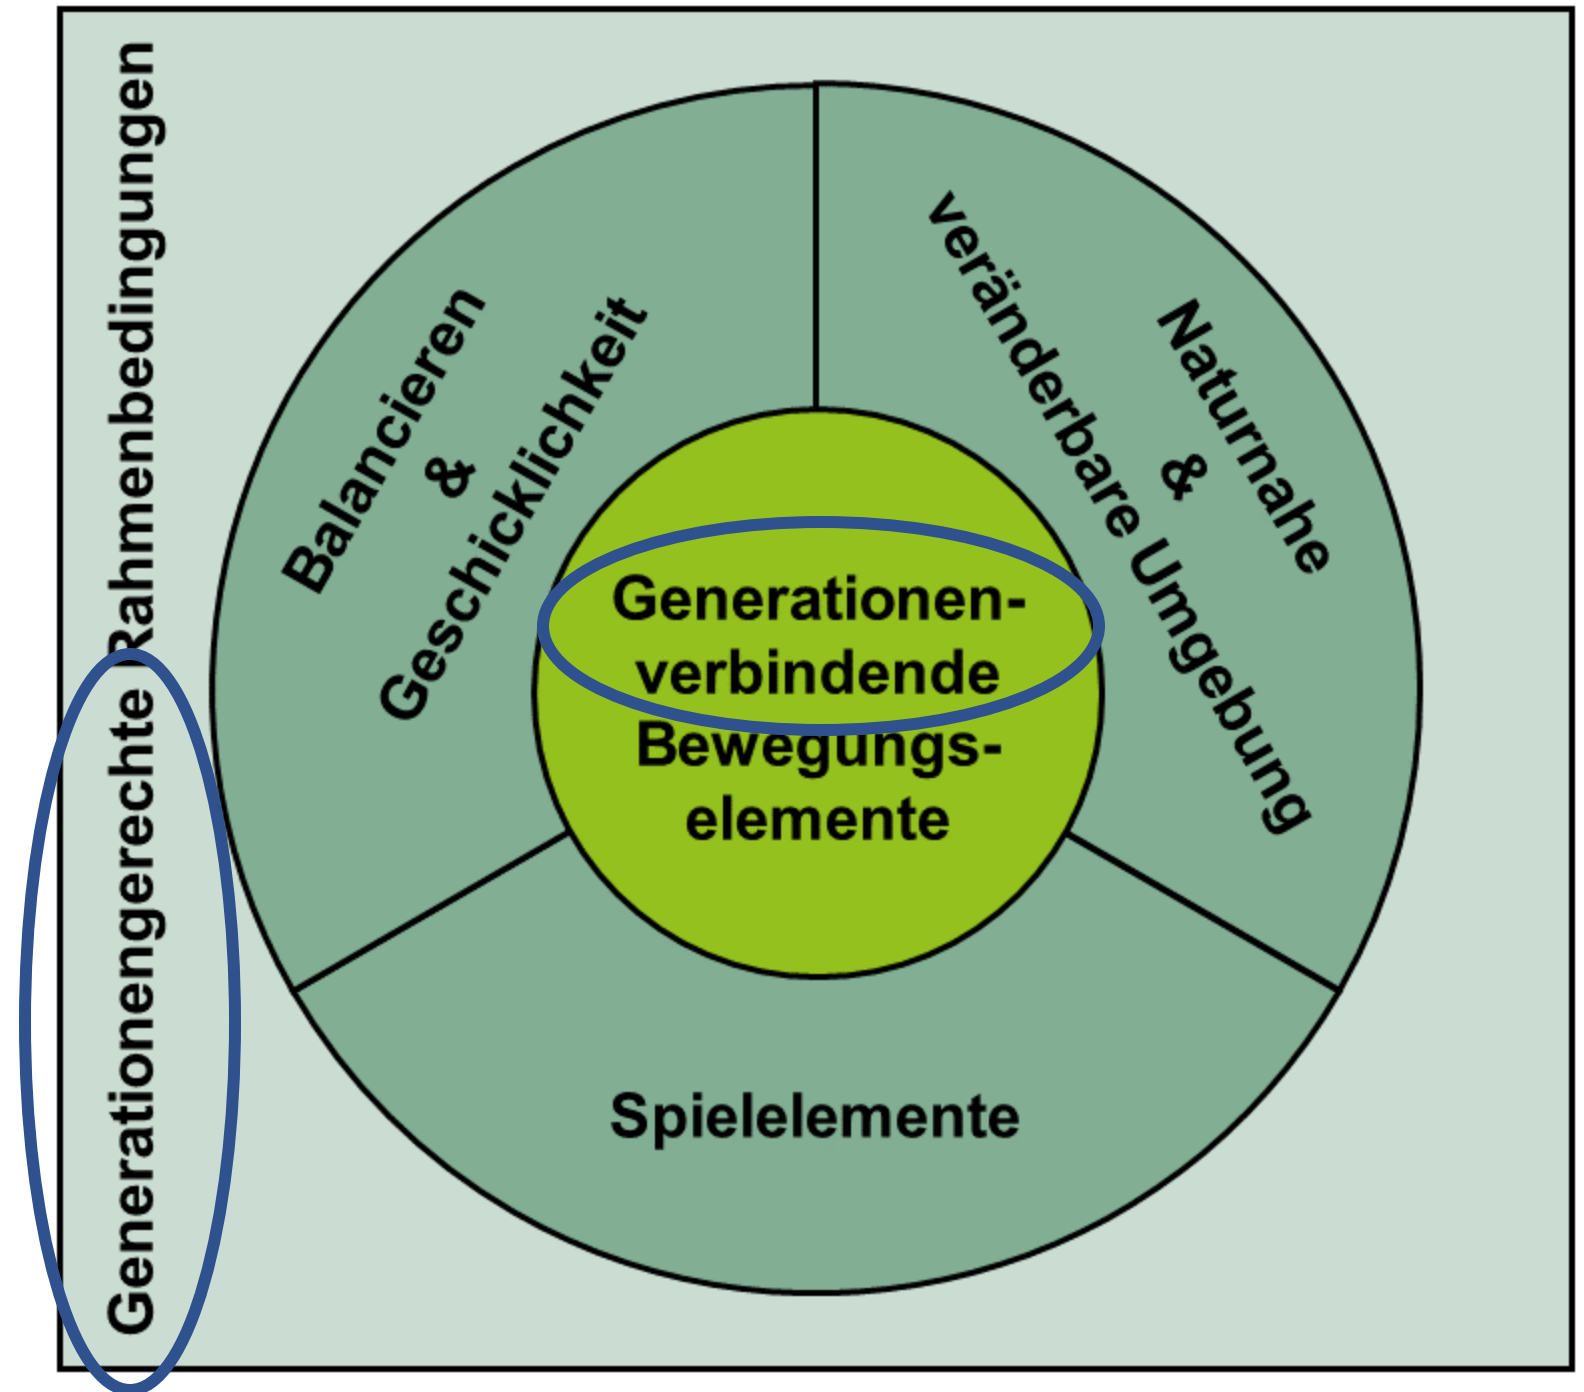 Generationengerechte Rahmenbedingungen
Balancieren
&
Geschicklichkeit
Naturnahe
&
veränderbare Umgebung
Generationen-
verbindende
Bewegungs-
elemente
Spielelemente